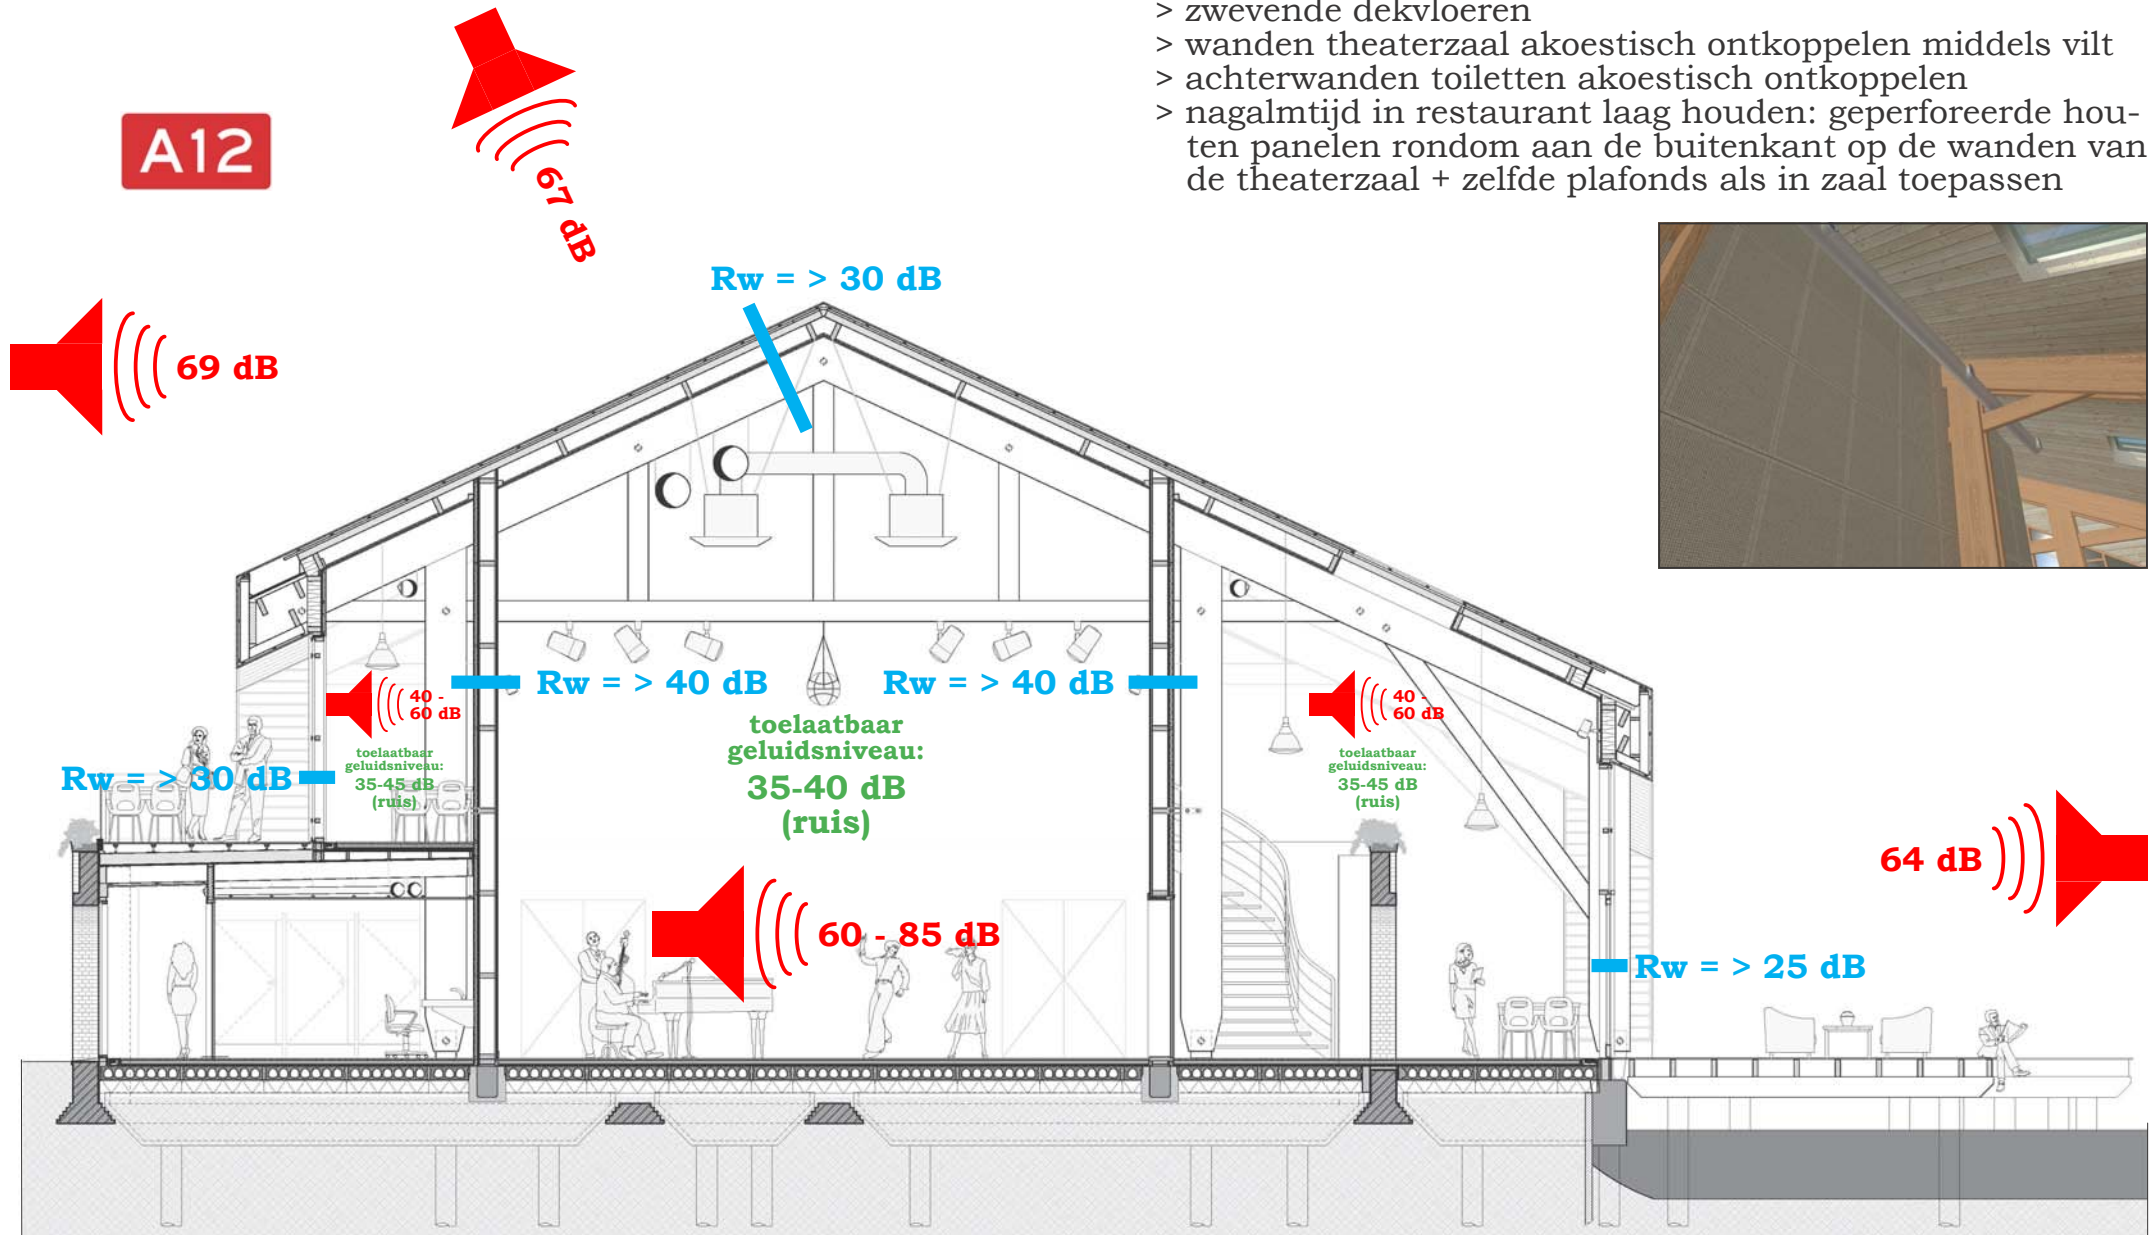 > zwevende dekvloeren
> wanden theaterzaal akoestisch ontkoppelen middels vilt
> achterwanden toiletten akoestisch ontkoppelen
> nagalmtijd in restaurant laag houden: geperforeerde hou-
ten panelen rondom aan de buitenkant op de wanden van
de theaterzaal + zelfde plafonds als in zaal toepassen
A12
67 dB
Rw = > 30 dB
69 dB
Rw = > 40 dB
Rw = > 40 dB
40 -
60 dB
40 -
60 dB
toelaatbaar
geluidsniveau:
35-40 dB
(ruis)
toelaatbaar
geluidsniveau:
35-45 dB
(ruis)
toelaatbaar
geluidsniveau:
35-45 dB
(ruis)
Rw = > 30 dB
64 dB
60 - 85 dB
Rw = > 25 dB